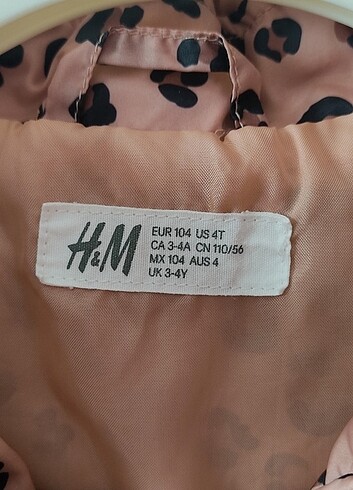 H&M
EUR 104 US 4T
CA 3-4A CN 110/56
MX 104 AUS 4
UK 3-4Y